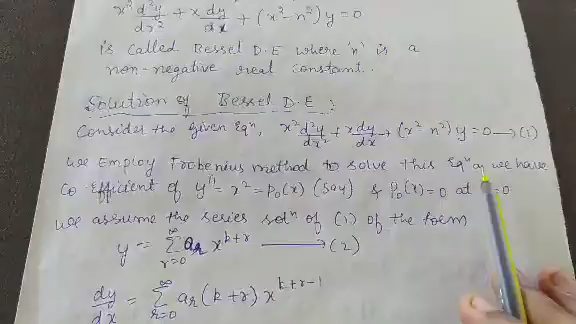 x² d²y/dx² + x dy/dx + (x² - n²) y = 0
is called Bessel D.E where 'n' is a
non-negative real constant.
Solution of Bessel D.E :
Consider the given Eqⁿ, x² d²y/dx² + x dy/dx + (x² n²) y = 0 → (1)
We Employ Frobenius method to solve this Eqⁿ as we have
co-efficient of y'' = x² = P₀(x) (say) & P₀(x) = 0 at = 0
We assume the series solⁿ of (1) of the form
y = ∑_{r=0}^{∞} a_r x^{k+r} → (2)
dy/dx = ∑_{r=0}^{∞} a_r (k+r) x^{k+r-1}